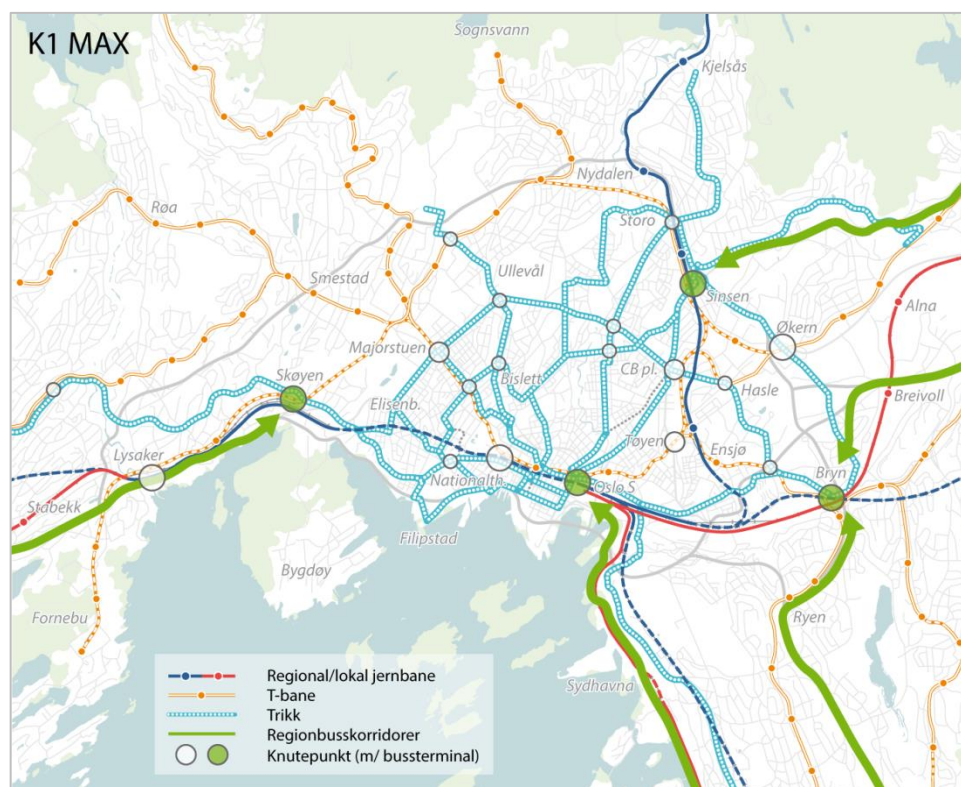 K1 MAX
Sognsvann
Kjelsås
Nydalen
Røa
Storo
Smestad
Ullevål
Sinsen
Alna
Økern
Majorstuen
Skøyen
Bislett
CB pl.
Hasle
Breivoll
Elisenb.
Lysaker
Tøyen
Ensjø
Bryn
Nationalth.
Oslo S
Stabekk
Filipstad
Bygdøy
Fornebu
Ryen
Sydhavna
Regional/lokal jernbane
T-bane
Trikk
Regionbusskorridorer
Knutepunkt (m/ bussterminal)